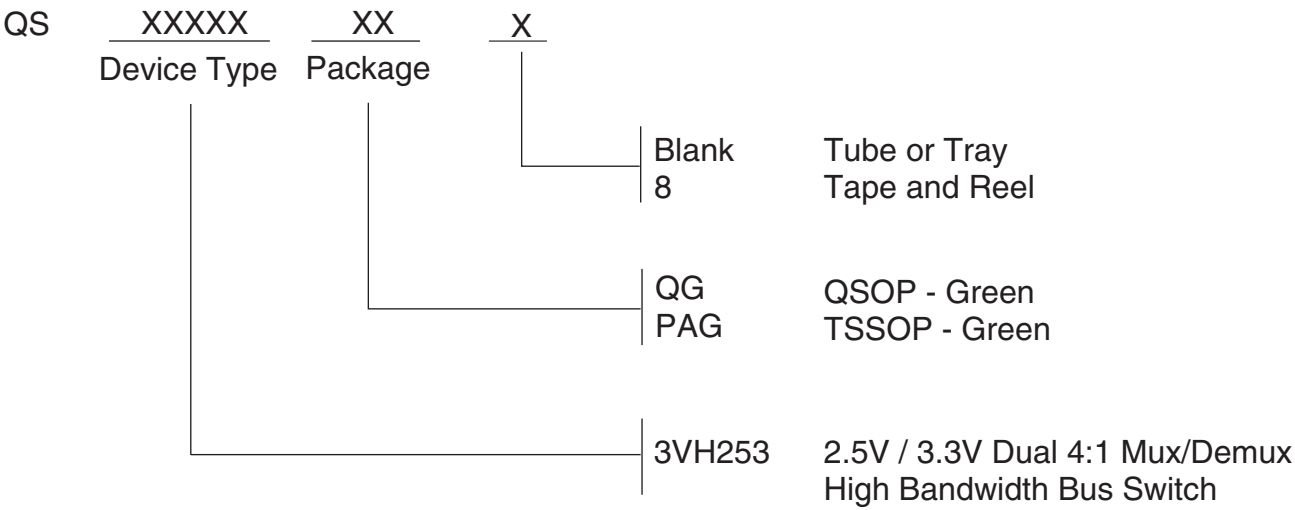 QS XXXXX XX X
Device Type Package
Blank Tube or Tray
8 Tape and Reel
QG QSOP - Green
PAG TSSOP - Green
3VH253 2.5V / 3.3V Dual 4:1 Mux/Demux
High Bandwidth Bus Switch